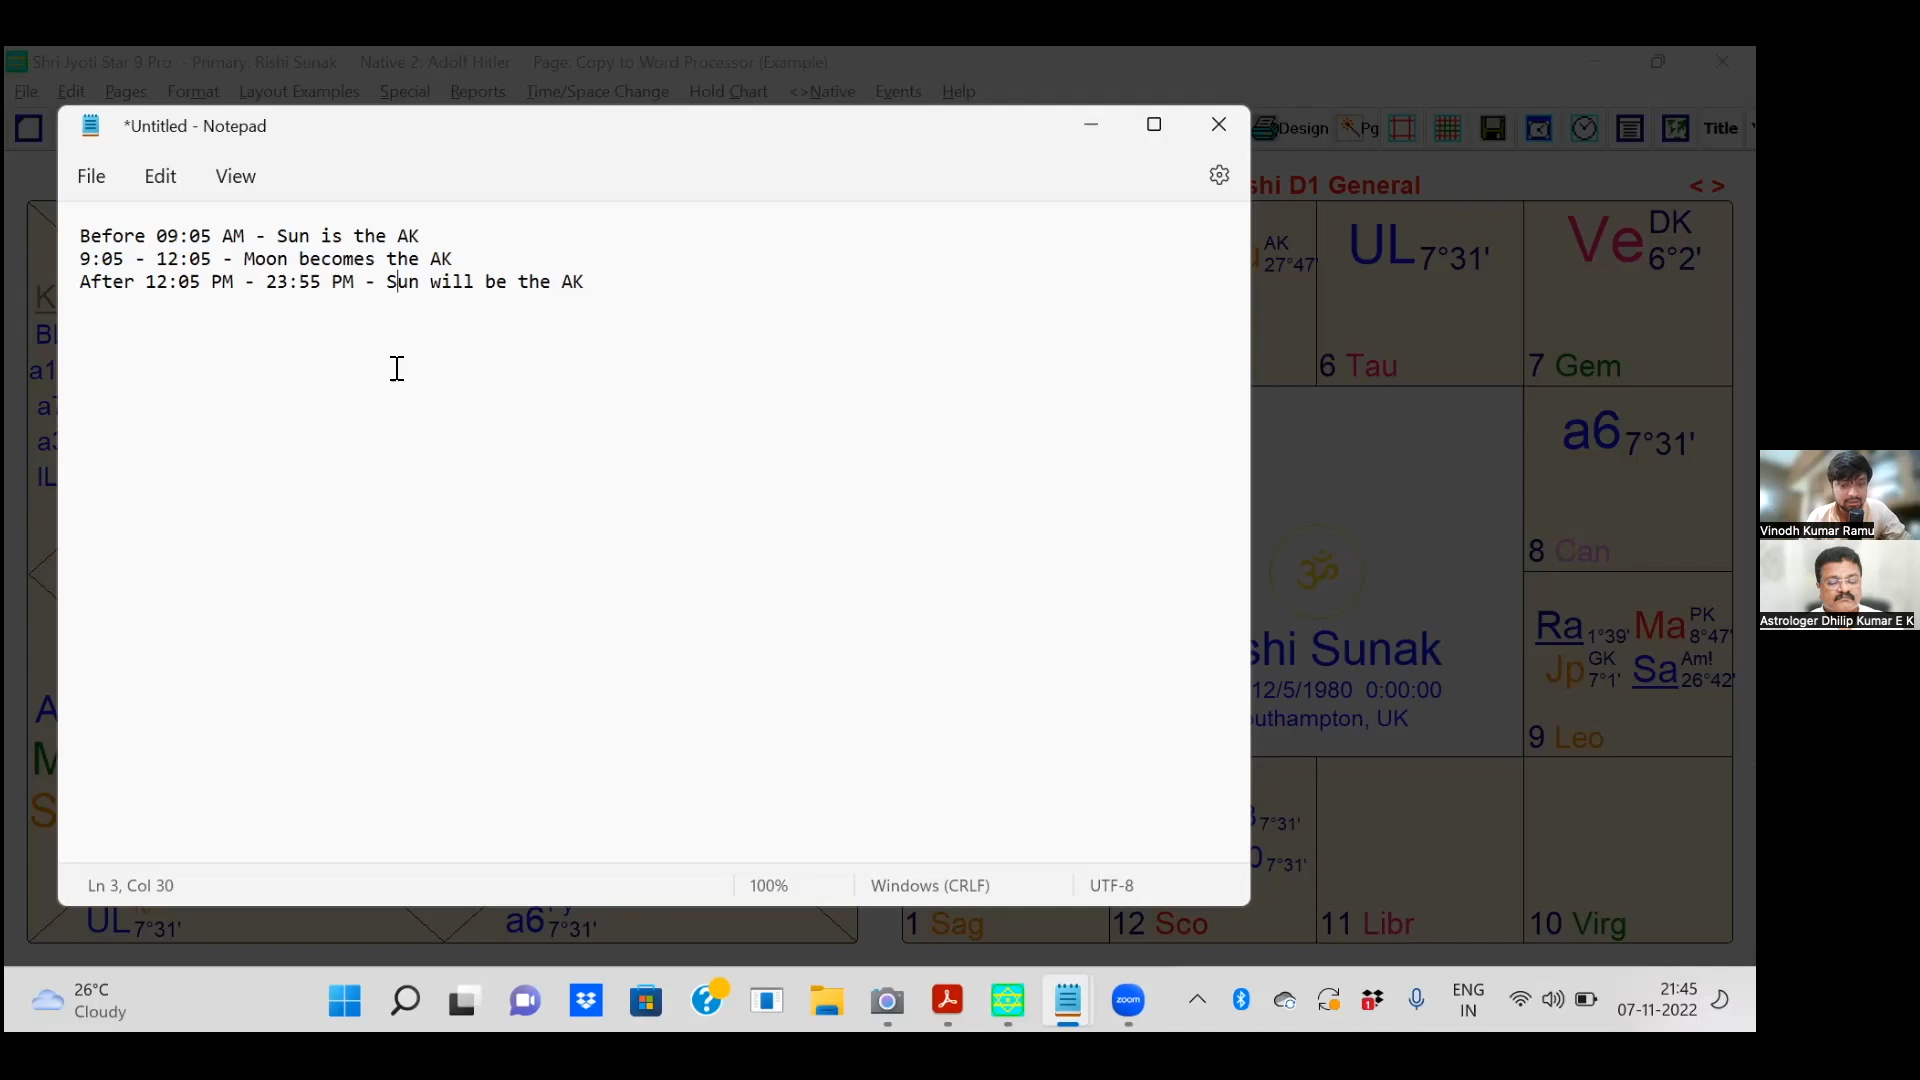 Shri Jyoti Star 9 Pro - Primary: Rishi Sunak Native 2: Adolf Hitler Page: Copy to Word Processor (Example)
File Edit Pages Format Layout Examples Special Reports Time/Space Change Hold Chart <>Native Events Help
*Untitled - Notepad
Design Pg Title
File Edit View
shi D1 General < >
Before 09:05 AM - Sun is the AK
9:05 - 12:05 - Moon becomes the AK
After 12:05 PM - 23:55 PM - Sun will be the AK
AK
27°47'
UL 7°31'
Ve DK
6°2'
6 Tau
7 Gem
a6 7°31'
8 Can
Ra 1°39' Ma PK 8°47'
Jp GK 7°1' Sa Am! 26°42'
9 Leo
shi Sunak
12/5/1980 0:00:00
uthampton, UK
ॐ
K
a1
IL
A
M
S
7°31'
7°31'
UL 7°31'
a6 7°31'
1 Sag
12 Sco
11 Libr
10 Virg
Ln 3, Col 30 100% Windows (CRLF) UTF-8
Vinodh Kumar Ramu
Astrologer Dhilip Kumar E K
26°C
Cloudy
zoom
1
ENG
IN
21:45
07-11-2022